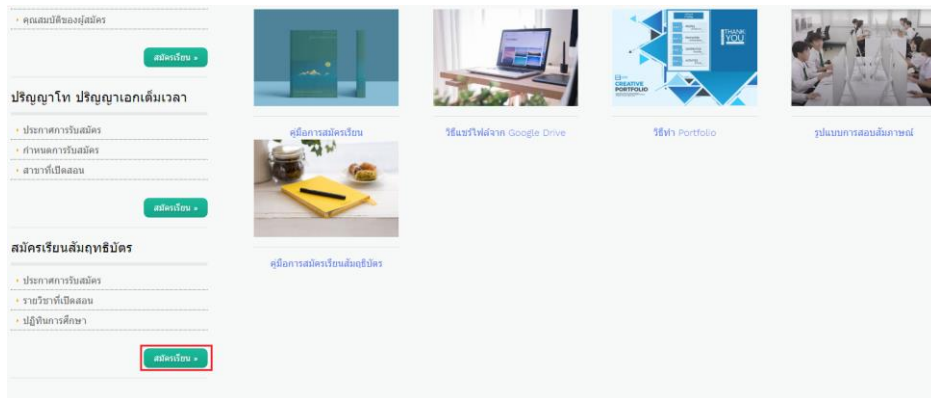 • คุณสมบัติของผู้สมัคร
สมัครเรียน »
ปริญญาโท ปริญญาเอกเต็มเวลา
• ประกาศการรับสมัคร
• กำหนดการรับสมัคร
• สาขาที่เปิดสอน
สมัครเรียน »
สมัครเรียนสัมฤทธิบัตร
• ประกาศการรับสมัคร
• รายวิชาที่เปิดสอน
• ปฏิทินการศึกษา
สมัครเรียน »
THANK
YOU
CREATIVE
PORTFOLIO
คู่มือการสมัครเรียน
วิธีแชร์ไฟล์จาก Google Drive
วิธีทำ Portfolio
รูปแบบการสอบสัมภาษณ์
คู่มือการสมัครเรียนสัมฤทธิบัตร